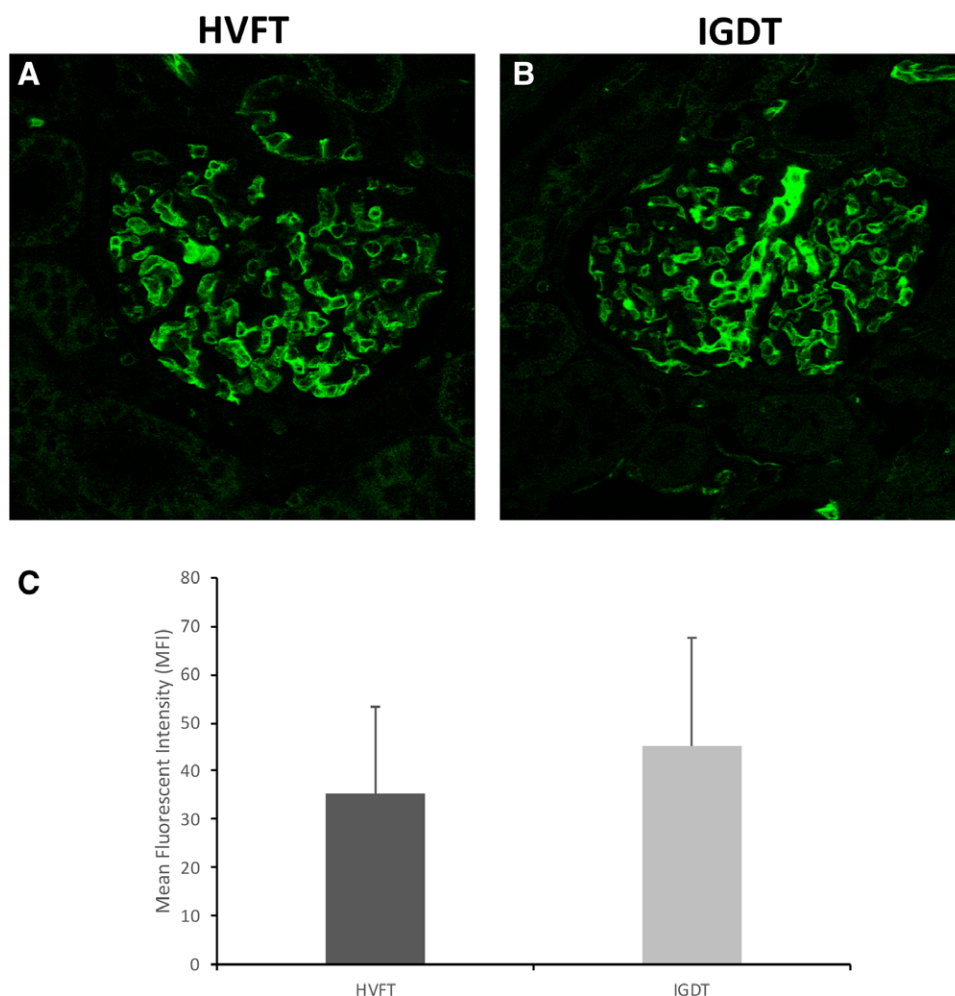 HVFT
IGDT
A
B
C
Mean Fluorescent Intensity (MFI)
80
70
60
50
40
30
20
10
0
HVFT
IGDT